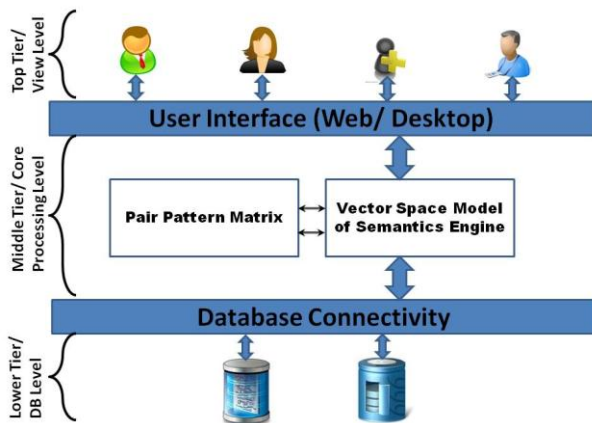 Top Tier/
View Level
User Interface (Web/ Desktop)
Middle Tier/ Core
Processing Level
Pair Pattern Matrix
Vector Space Model
of Semantics Engine
Database Connectivity
Lower Tier/
DB Level